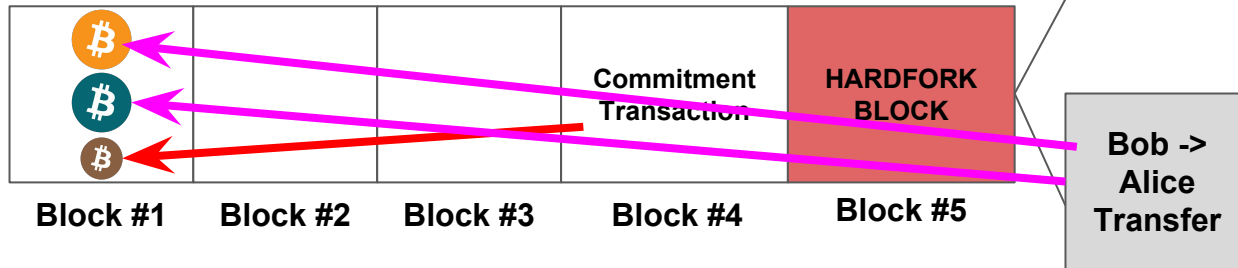 Commitment
Transaction
HARDFORK
BLOCK
Bob ->
Alice
Transfer
Block #1
Block #2
Block #3
Block #4
Block #5